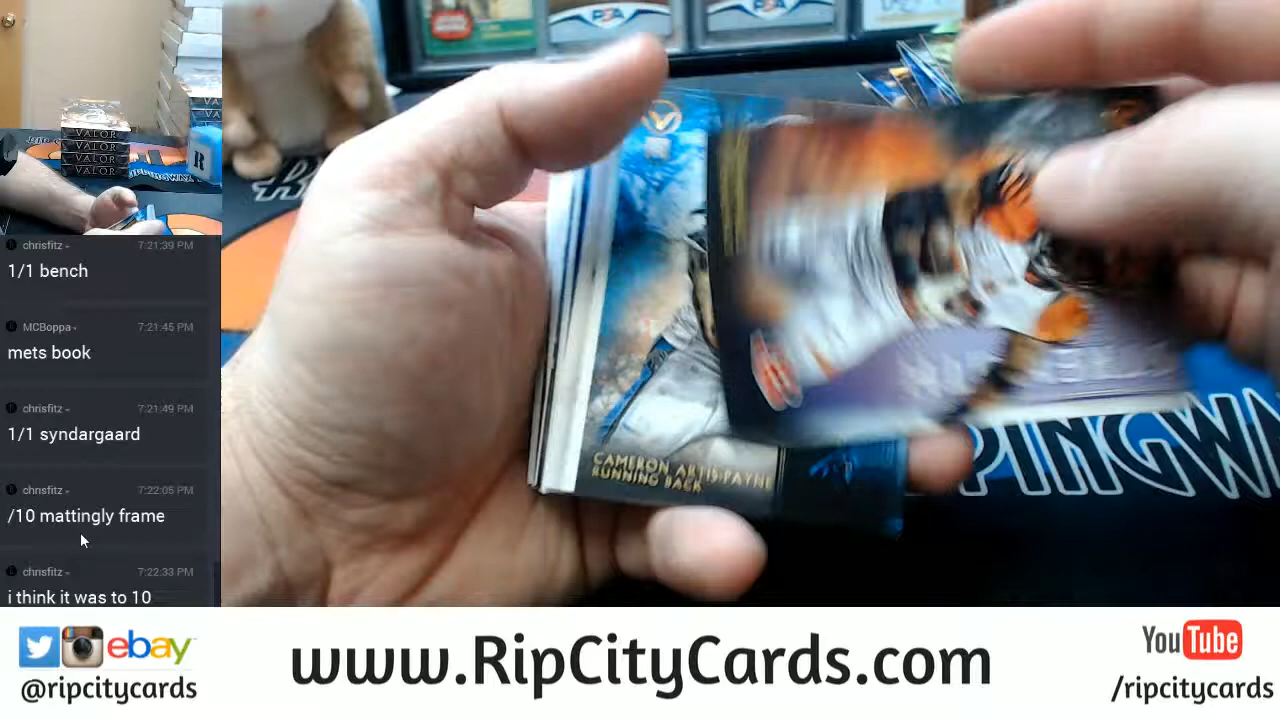 VALOR
VALOR
VALOR
R
chrisfitz
7:21:39 PM
1/1 bench
MCBoppa
7:21:45 PM
mets book
chrisfitz
7:21:49 PM
1/1 syndargaard
chrisfitz
7:22:05 PM
/10 mattingly frame
chrisfitz
7:22:33 PM
i think it was to 10
PSA
PSA
CAMERON ARTIS-PAYNE
RUNNING BACK
ebay
@ripcitycards
www.RipCityCards.com
YouTube
/ripcitycards